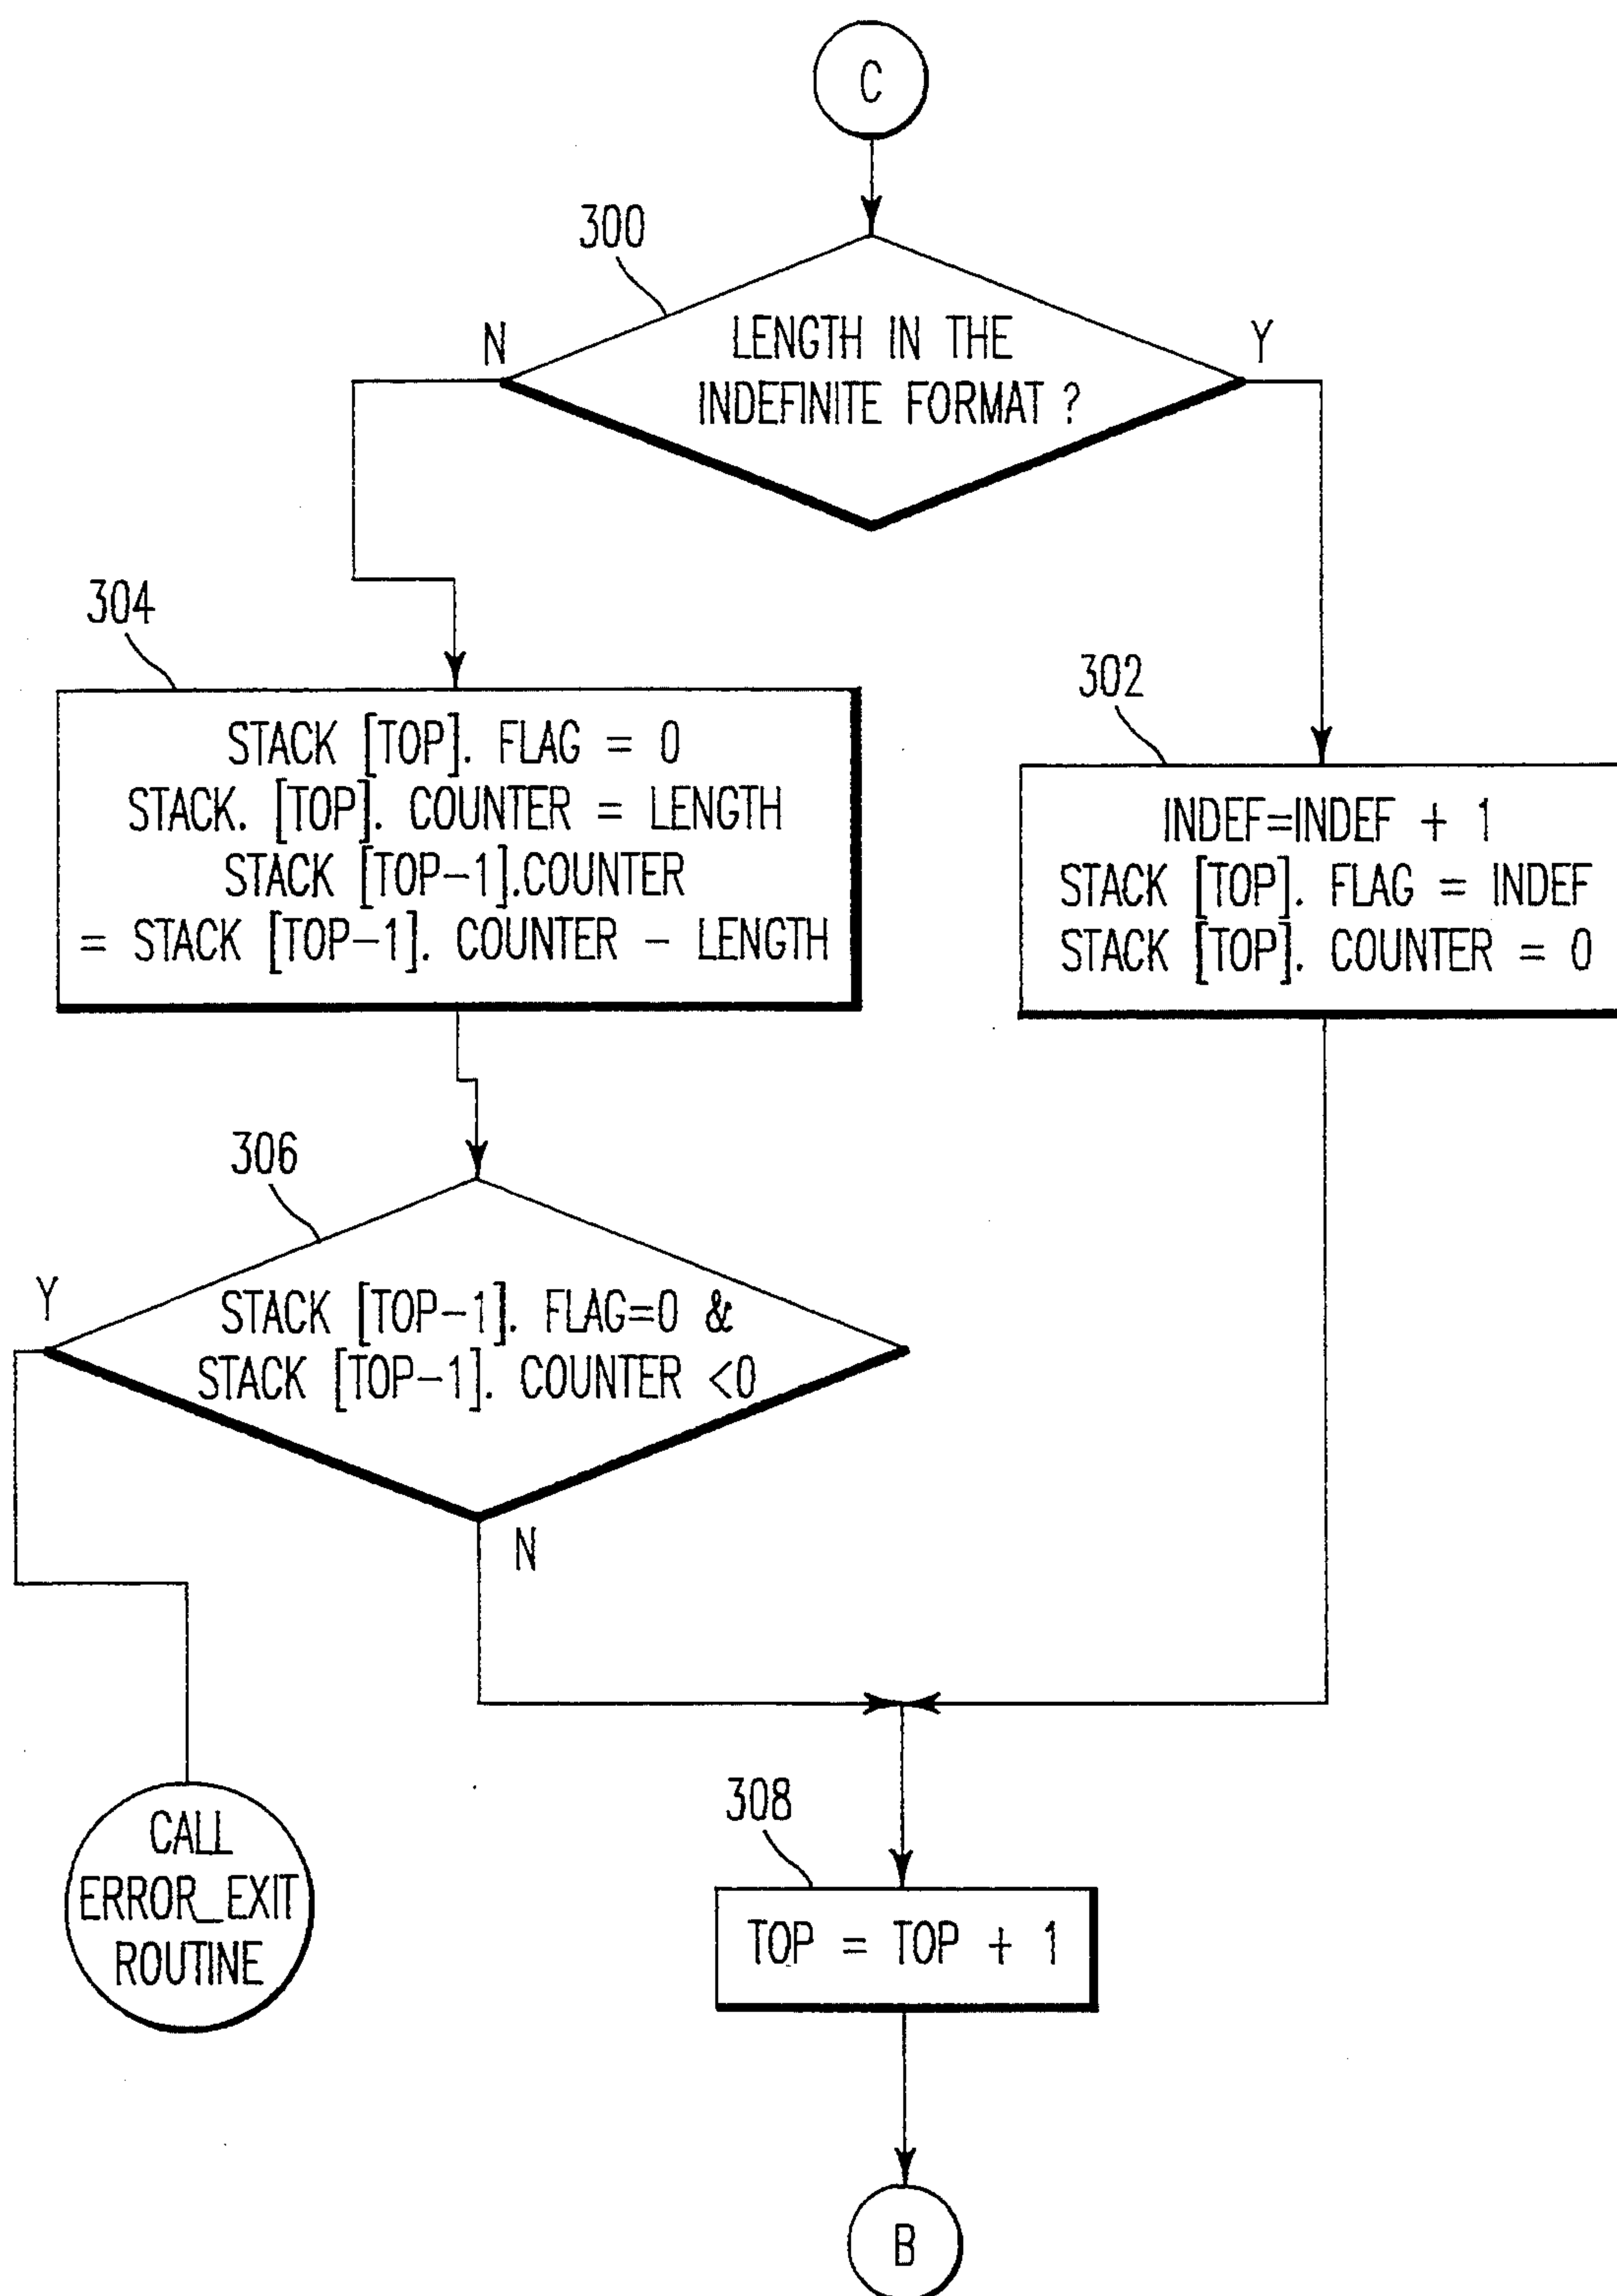 C
300
N
LENGTH IN THE
INDEFINITE FORMAT ?
Y
304
STACK [TOP]. FLAG = 0
STACK. [TOP]. COUNTER = LENGTH
STACK [TOP-1].COUNTER
= STACK [TOP-1]. COUNTER - LENGTH
302
INDEF=INDEF + 1
STACK [TOP]. FLAG = INDEF
STACK [TOP]. COUNTER = 0
306
Y
STACK [TOP-1]. FLAG=0 &
STACK [TOP-1]. COUNTER <0
N
CALL
ERROR_EXIT
ROUTINE
308
TOP = TOP + 1
B